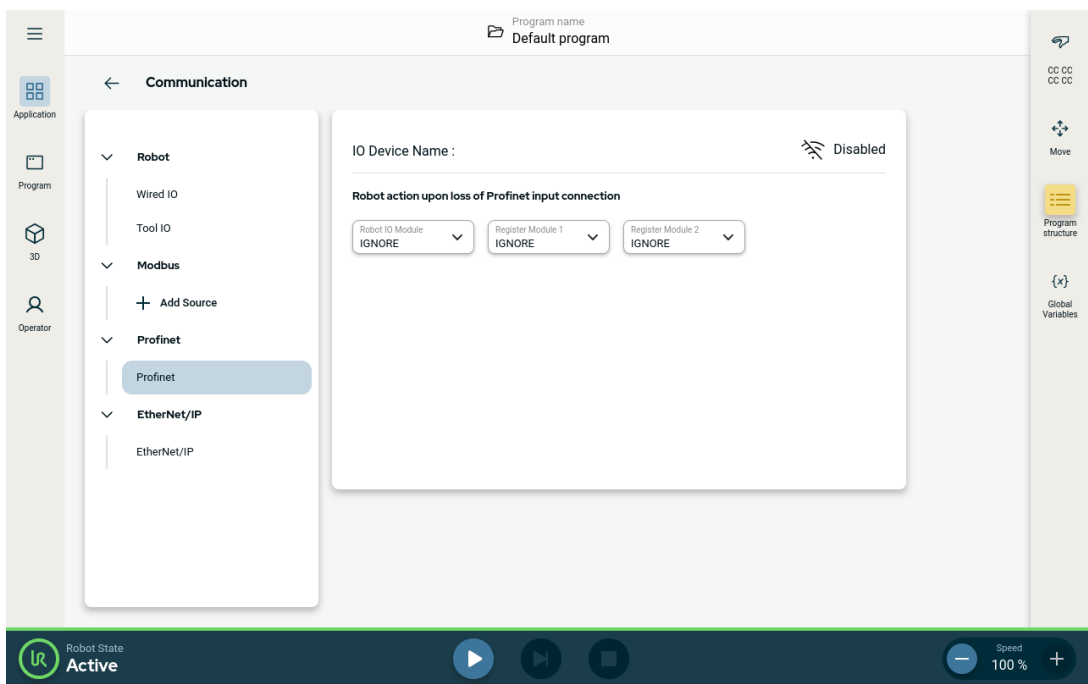 Program name
Default program
Application
Program
3D
Operator
Communication
Robot
Wired IO
Tool IO
Modbus
Add Source
Profinet
Profinet
EtherNet/IP
EtherNet/IP
IO Device Name :
Disabled
Robot action upon loss of Profinet input connection
Robot IO Module
IGNORE
Register Module 1
IGNORE
Register Module 2
IGNORE
CC CC
CC CC
Move
Program
structure
{x}
Global
Variables
UR
Robot State
Active
Speed
100 %